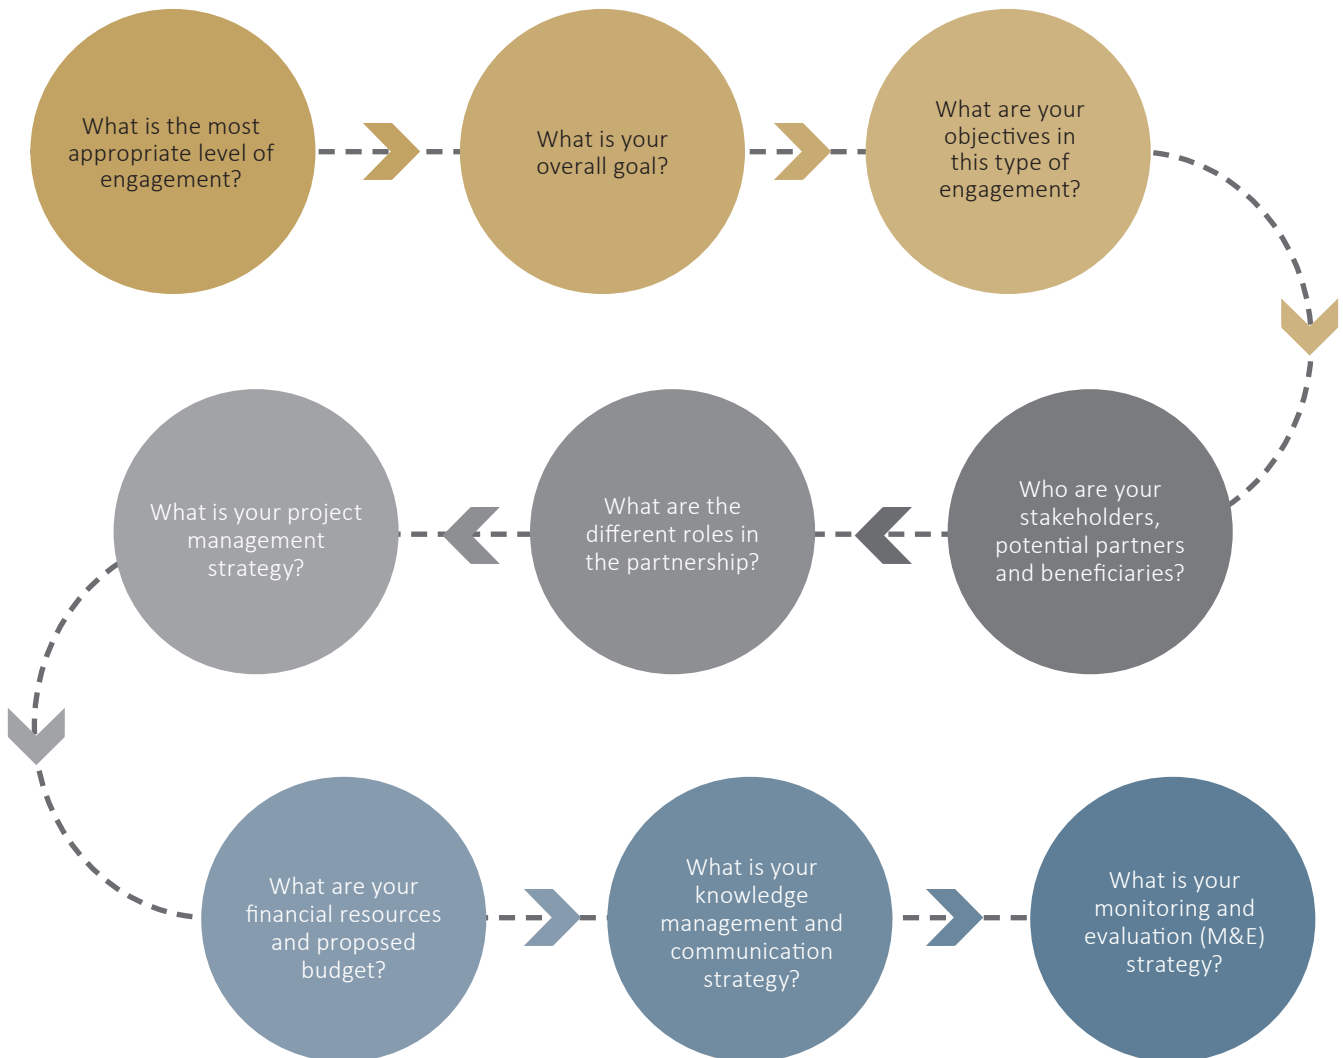 What is the most
appropriate level of
engagement?
What is your
overall goal?
What are your
objectives in
this type of
engagement?
Who are your
stakeholders,
potential partners
and beneficiaries?
What are the
different roles in
the partnership?
What is your project
management
strategy?
What are your
financial resources
and proposed
budget?
What is your
knowledge
management and
communication
strategy?
What is your
monitoring and
evaluation (M&E)
strategy?